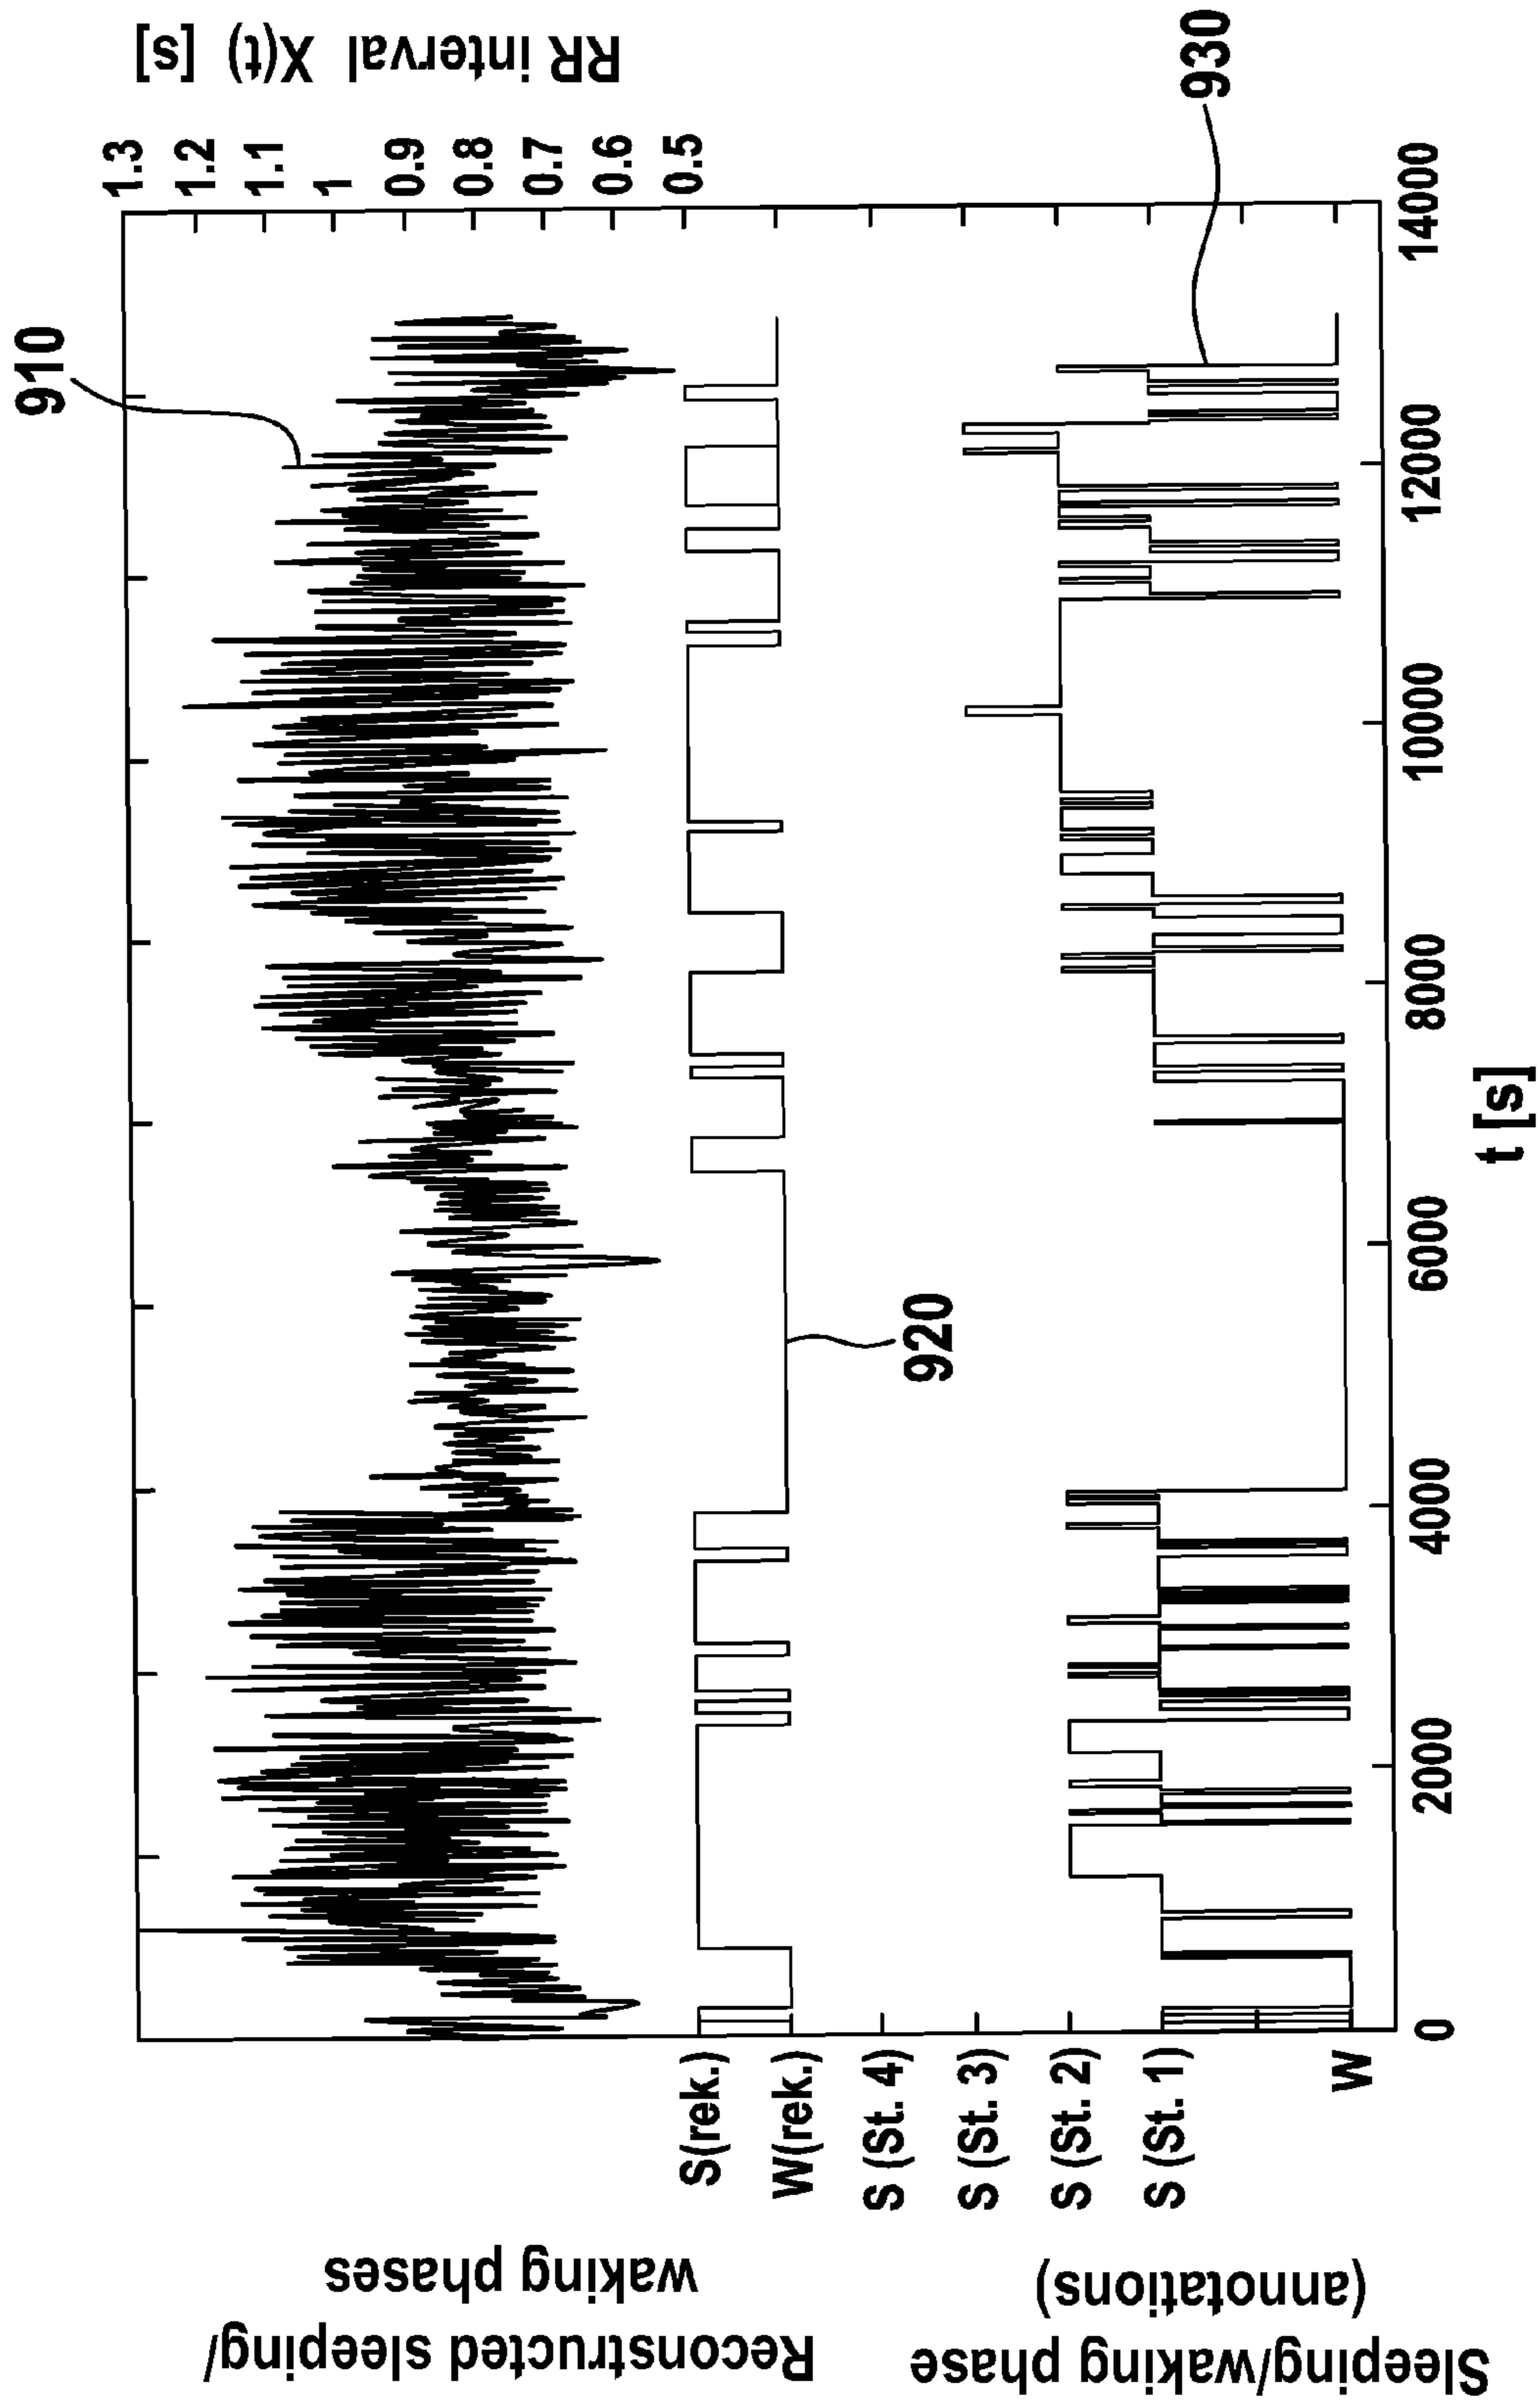 910
RR interval X(t) [s]
1.3
1.2
1.1
1
0.9
0.8
0.7
0.6
0.5
Reconstructed sleeping/
waking phases
S(rek.)
W(rek.)
920
Sleeping/waking phase
(annotations)
S (St. 4)
S (St. 3)
S (St. 2)
S (St. 1)
W
930
0
2000
4000
6000
8000
10000
12000
14000
t [s]